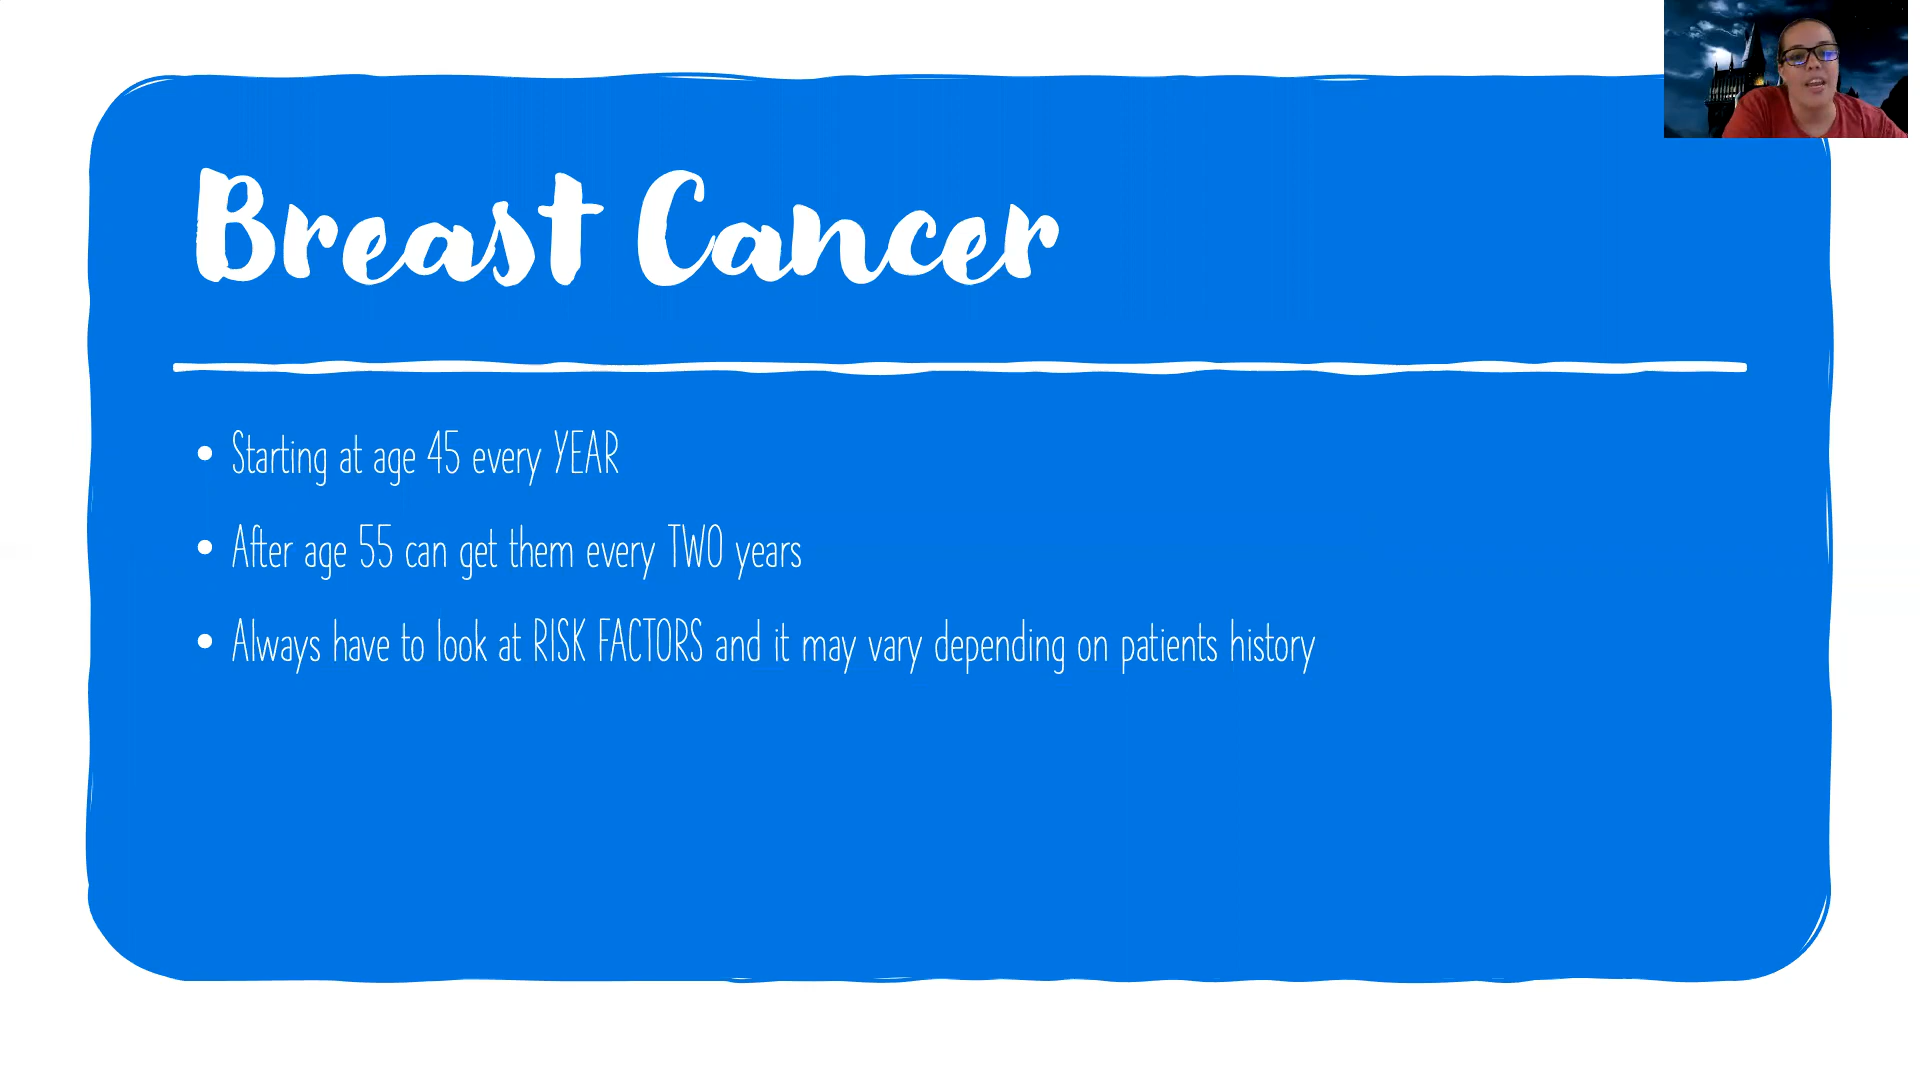 Breast Cancer
Starting at age 45 every YEAR
After age 55 can get them every TWO years
Always have to look at RISK FACTORS and it may vary depending on patients history